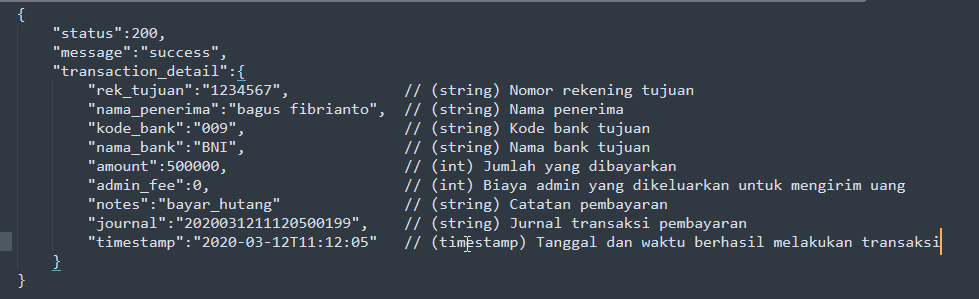 {
    "status":200,
    "message":"success",
    "transaction_detail":{
        "rek_tujuan":"1234567",             // (string) Nomor rekening tujuan
        "nama_penerima":"bagus fibrianto",  // (string) Nama penerima
        "kode_bank":"009",                  // (string) Kode bank tujuan
        "nama_bank":"BNI",                  // (string) Nama bank tujuan
        "amount":500000,                    // (int) Jumlah yang dibayarkan
        "admin_fee":0,                      // (int) Biaya admin yang dikeluarkan untuk mengirim uang
        "notes":"bayar_hutang"              // (string) Catatan pembayaran
        "journal":"2020031211120500199",    // (string) Jurnal transaksi pembayaran
        "timestamp":"2020-03-12T11:12:05"   // (timestamp) Tanggal dan waktu berhasil melakukan transaksi
    }
}